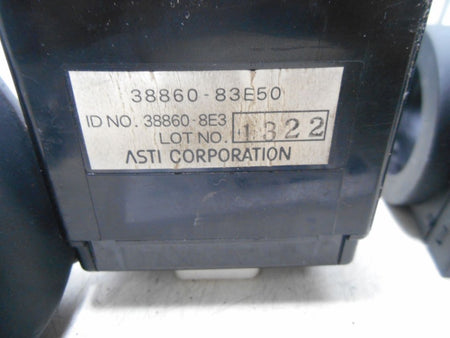 38860-83E50
ID NO. 38860-8E3
LOT NO. 1322
ASTI CORPORATION